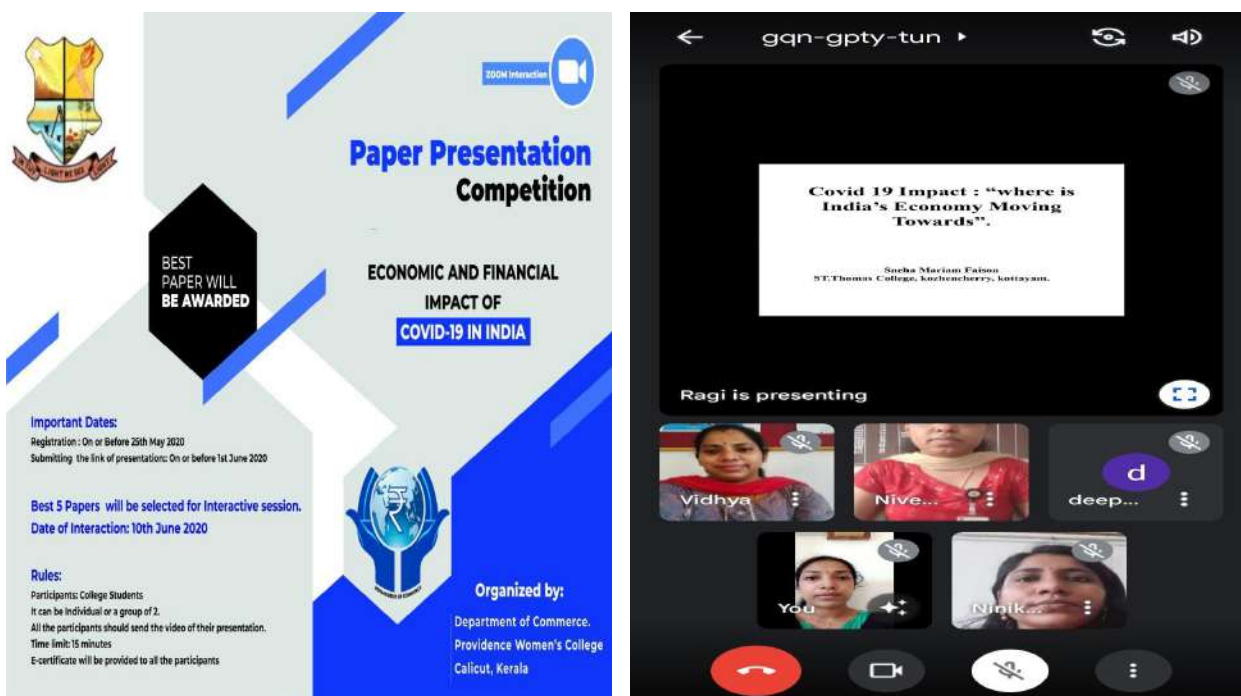 ZOOM Interaction
Paper Presentation
Competition
LIGHT WE SEE LIGHT
BEST
PAPER WILL
BE AWARDED
ECONOMIC AND FINANCIAL
IMPACT OF
COVID-19 IN INDIA
Important Dates:
Registration : On or Before 25th May 2020
Submitting the link of presentation: On or before 1st June 2020
Best 5 Papers will be selected for Interactive session.
Date of Interaction: 10th June 2020
Rules:
Participants: College Students
It can be Individual or a group of 2.
All the participants should send the video of their presentation.
Time limit: 15 minutes
E-certificate will be provided to all the participants
Organized by:
Department of Commerce.
Providence Women's College
Calicut, Kerala
gqn-gpty-tun
Covid 19 Impact : “where is
India’s Economy Moving
Towards”.
Sneha Mariam Faison
ST.Thomas College, kozhencherry, kottayam.
Ragi is presenting
Vidhya
Nive...
d
deep...
You
Ninik...